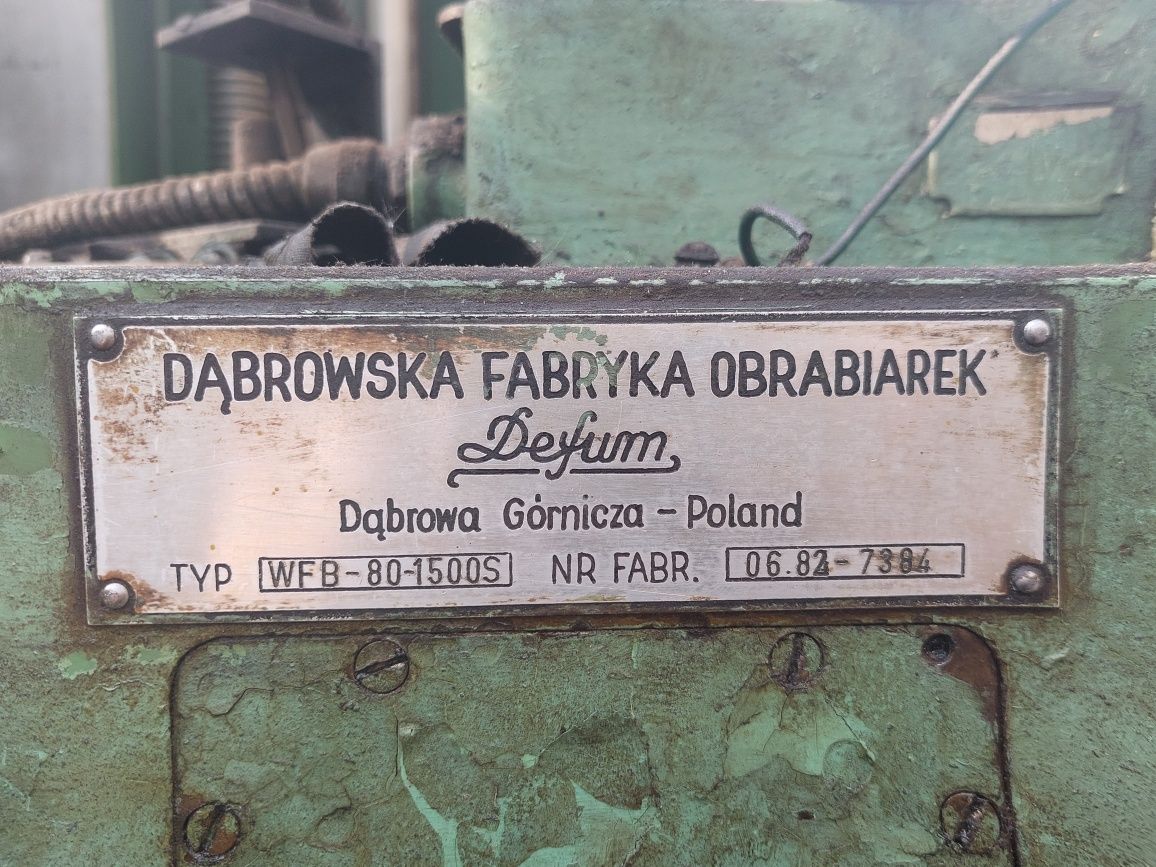 DĄBROWSKA FABRYKA OBRABIAREK
Defum
Dąbrowa Górnicza - Poland
TYP WFB-80-1500S NR FABR. 06.82-7384